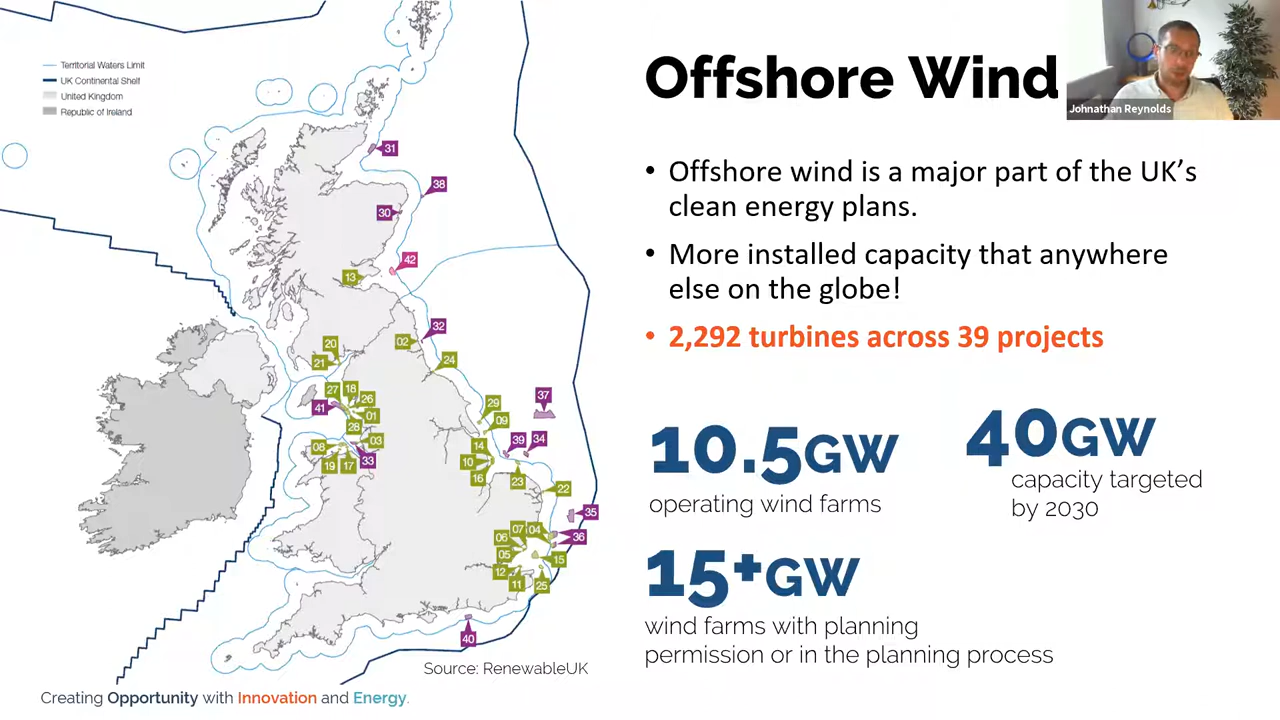 Territorial Waters Limit
UK Continental Shelf
United Kingdom
Republic of Ireland
31
38
30
42
13
32
02
20
21
24
27
18
26
41
01
28
37
29
09
08
03
14
39
34
19
17
33
10
16
23
22
35
07
04
06
36
05
15
12
11
25
40
Source: RenewableUK
Creating Opportunity with Innovation and Energy.
Offshore Wind
Johnathan Reynolds
• Offshore wind is a major part of the UK’s
clean energy plans.
• More installed capacity that anywhere
else on the globe!
• 2,292 turbines across 39 projects
10.5GW
operating wind farms
40GW
capacity targeted
by 2030
15+GW
wind farms with planning
permission or in the planning process